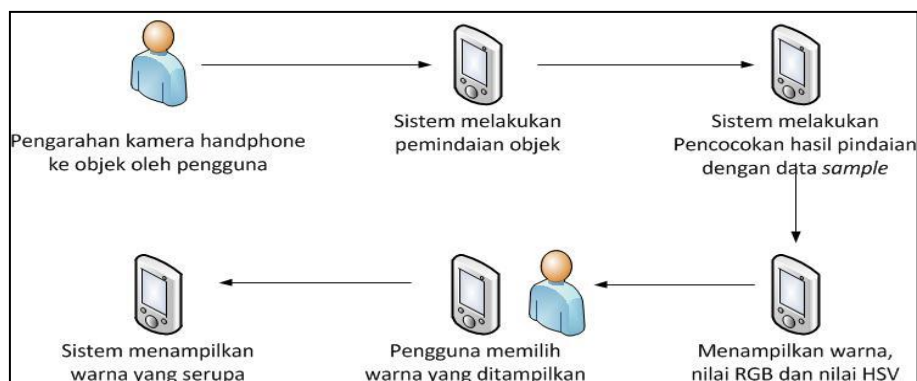 Pengarahan kamera handphone
ke objek oleh pengguna
Sistem melakukan
pemindaian objek
Sistem melakukan
Pencocokan hasil pindaian
dengan data sample
Menampilkan warna,
nilai RGB dan nilai HSV
Pengguna memilih
warna yang ditampilkan
Sistem menampilkan
warna yang serupa